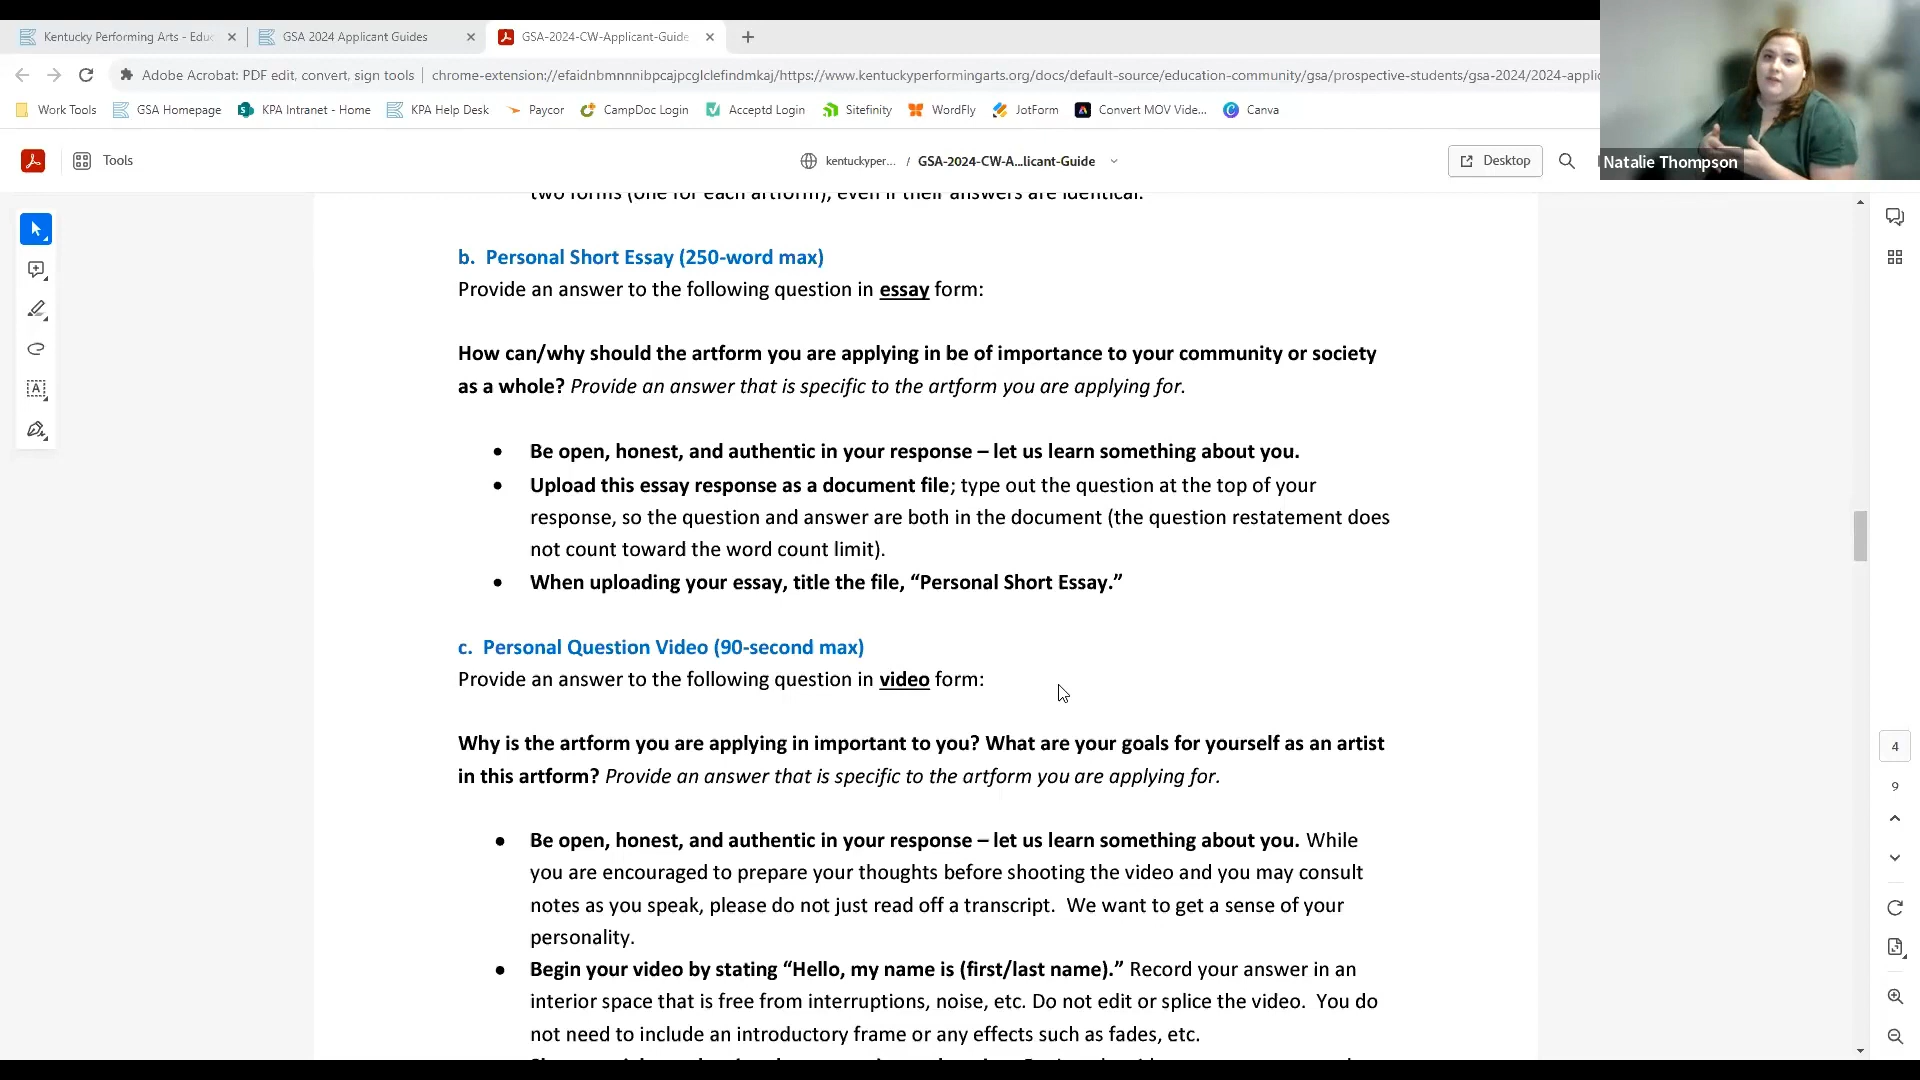 Kentucky Performing Arts - Educ
GSA 2024 Applicant Guides
GSA-2024-CW-Applicant-Guide
Adobe Acrobat: PDF edit, convert, sign tools
chrome-extension://efaidnbmnnnibpcajpcglclefindmkaj/https://www.kentuckyperformingarts.org/docs/default-source/education-community/gsa/prospective-students/gsa-2024/2024-applic
Work Tools
GSA Homepage
KPA Intranet - Home
KPA Help Desk
Paycor
CampDoc Login
Acceptd Login
Sitefinity
WordFly
JotForm
Convert MOV Vide...
Canva
Natalie Thompson
Tools
kentuckyper... / GSA-2024-CW-A...licant-Guide
Desktop
two forms (one for each artform), even if their answers are identical.
b. Personal Short Essay (250-word max)
Provide an answer to the following question in essay form:
How can/why should the artform you are applying in be of importance to your community or society
as a whole? Provide an answer that is specific to the artform you are applying for.
• Be open, honest, and authentic in your response – let us learn something about you.
• Upload this essay response as a document file; type out the question at the top of your
response, so the question and answer are both in the document (the question restatement does
not count toward the word count limit).
• When uploading your essay, title the file, “Personal Short Essay.”
c. Personal Question Video (90-second max)
Provide an answer to the following question in video form:
Why is the artform you are applying in important to you? What are your goals for yourself as an artist
in this artform? Provide an answer that is specific to the artform you are applying for.
• Be open, honest, and authentic in your response – let us learn something about you. While
you are encouraged to prepare your thoughts before shooting the video and you may consult
notes as you speak, please do not just read off a transcript. We want to get a sense of your
personality.
• Begin your video by stating “Hello, my name is (first/last name).” Record your answer in an
interior space that is free from interruptions, noise, etc. Do not edit or splice the video. You do
not need to include an introductory frame or any effects such as fades, etc.
4
9